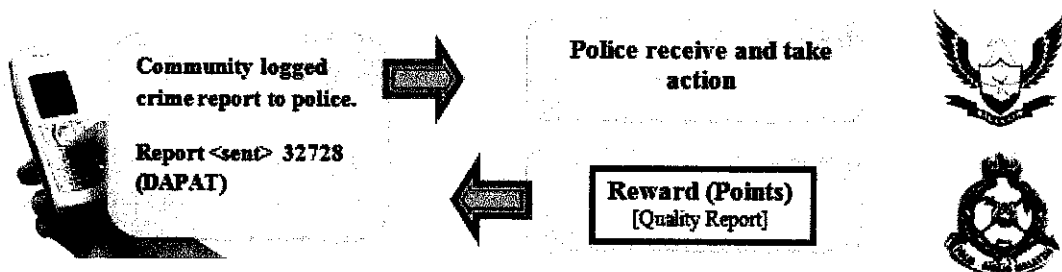 Community logged
crime report to police.
Report <sent> 32728
(DAPAT)
Police receive and take
action
Reward (Points)
[Quality Report]